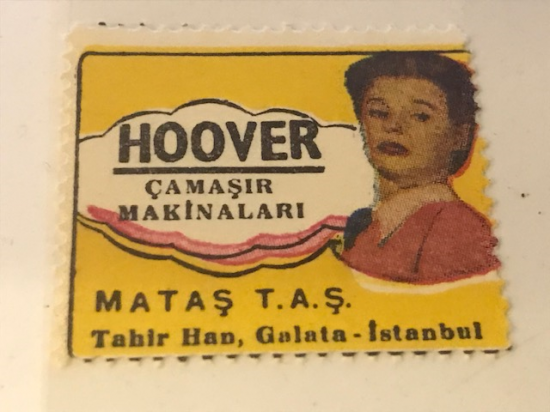 HOOVER
ÇAMAŞIR
MAKİNALARI
MATAŞ T.A.Ş.
Tahir Han, Galata - İstanbul